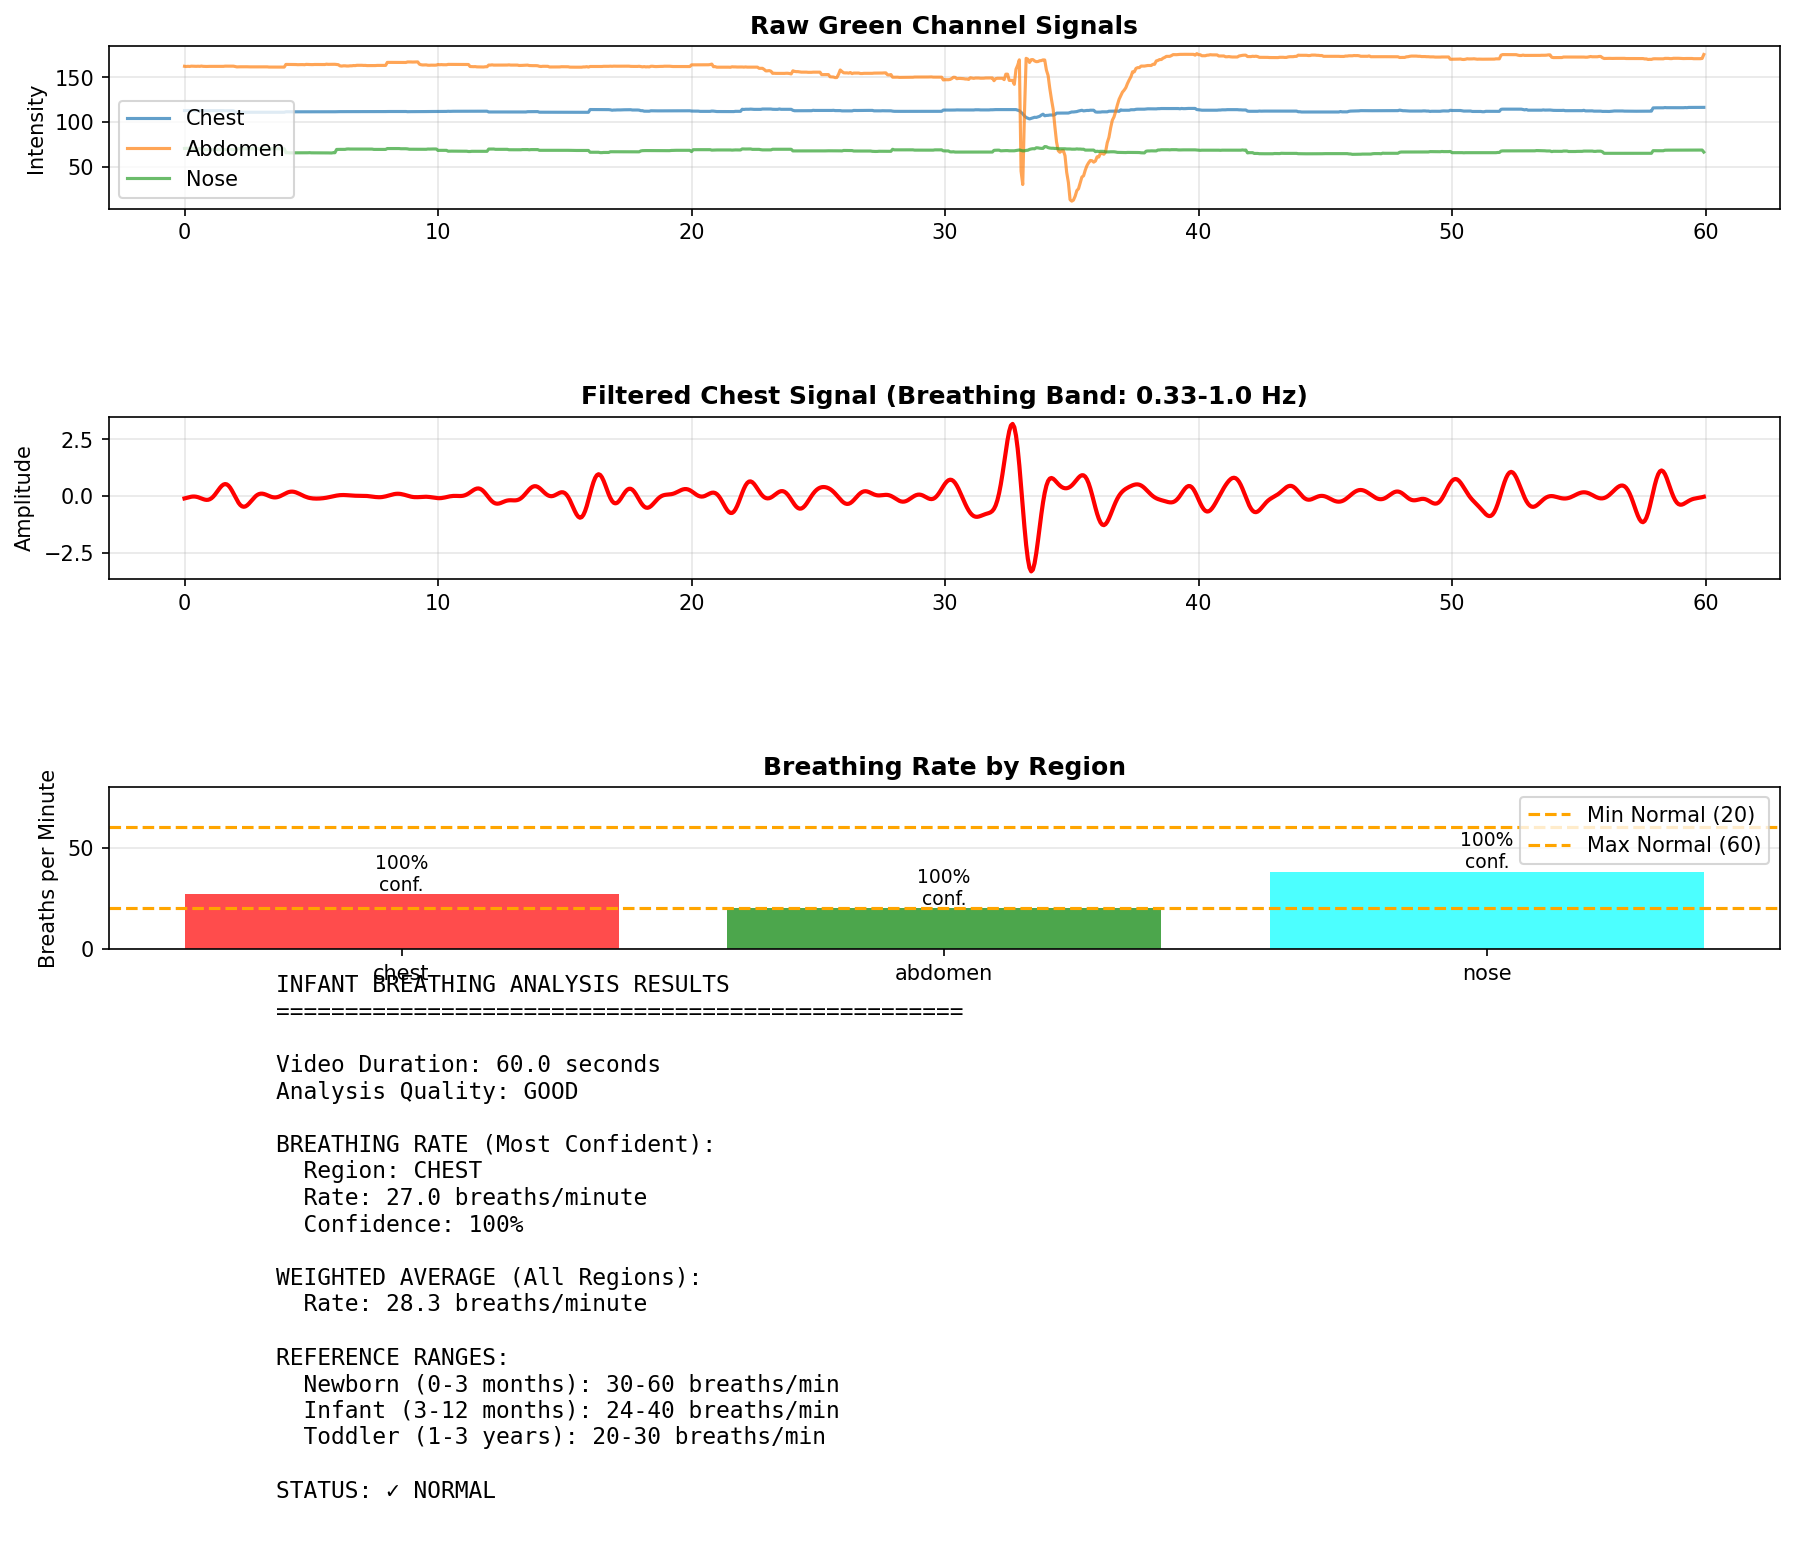 Raw Green Channel Signals
Intensity
150
100
50
Chest
Abdomen
Nose
0 10 20 30 40 50 60
Filtered Chest Signal (Breathing Band: 0.33-1.0 Hz)
Amplitude
2.5
0.0
−2.5
0 10 20 30 40 50 60
Breathing Rate by Region
Breaths per Minute
50
0
100%
conf.
100%
conf.
100%
conf.
Min Normal (20)
Max Normal (60)
chest abdomen nose
INFANT BREATHING ANALYSIS RESULTS
==================================================
Video Duration: 60.0 seconds
Analysis Quality: GOOD
BREATHING RATE (Most Confident):
Region: CHEST
Rate: 27.0 breaths/minute
Confidence: 100%
WEIGHTED AVERAGE (All Regions):
Rate: 28.3 breaths/minute
REFERENCE RANGES:
Newborn (0-3 months): 30-60 breaths/min
Infant (3-12 months): 24-40 breaths/min
Toddler (1-3 years): 20-30 breaths/min
STATUS: ✓ NORMAL